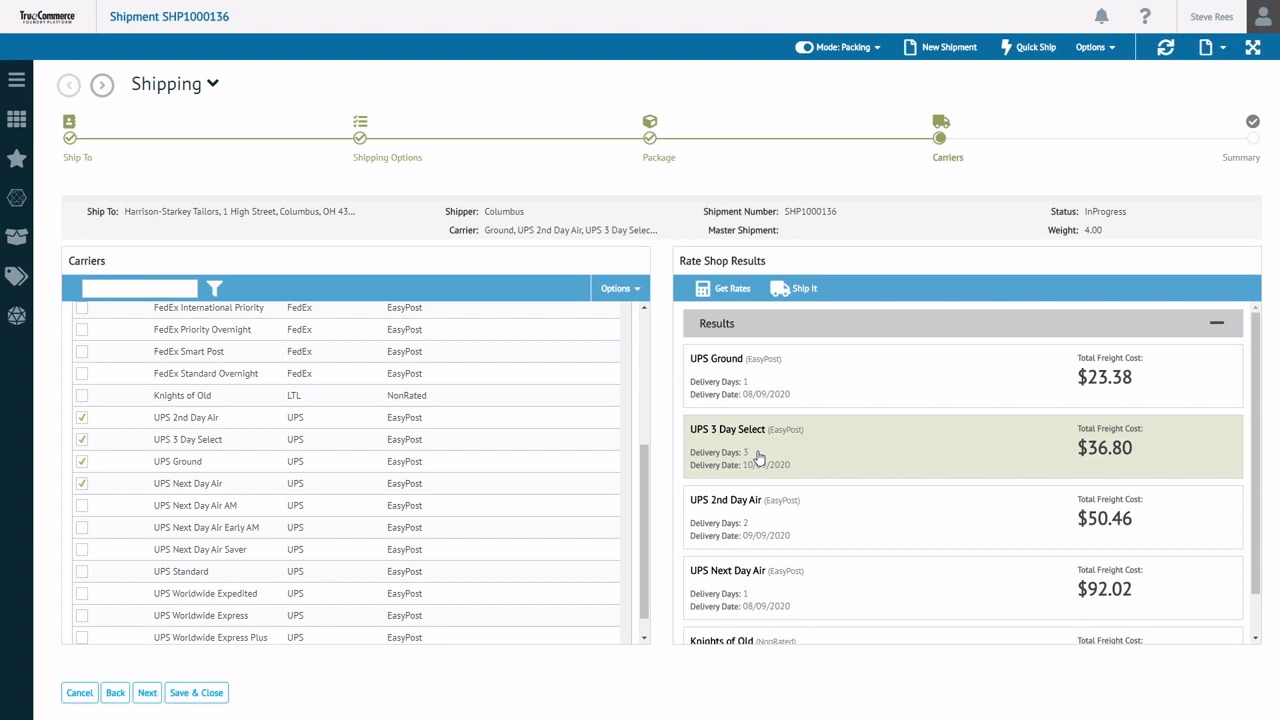 TrueCommerce
FOUNDRY PLATFORM
Shipment SHP1000136
?
Steve Rees
Mode: Packing
New Shipment
Quick Ship
Options
Shipping
Ship To
Shipping Options
Package
Carriers
Summary
Ship To: Harrison-Starkey Tailors, 1 High Street, Columbus, OH 43...
Shipper: Columbus
Shipment Number: SHP1000136
Status: InProgress
Carrier: Ground, UPS 2nd Day Air, UPS 3 Day Selec...
Master Shipment:
Weight: 4.00
Carriers
Options
FedEx International Priority FedEx EasyPost
FedEx Priority Overnight FedEx EasyPost
FedEx Smart Post FedEx EasyPost
FedEx Standard Overnight FedEx EasyPost
Knights of Old LTL NonRated
UPS 2nd Day Air UPS EasyPost
UPS 3 Day Select UPS EasyPost
UPS Ground UPS EasyPost
UPS Next Day Air UPS EasyPost
UPS Next Day Air AM UPS EasyPost
UPS Next Day Air Early AM UPS EasyPost
UPS Next Day Air Saver UPS EasyPost
UPS Standard UPS EasyPost
UPS Worldwide Expedited UPS EasyPost
UPS Worldwide Express UPS EasyPost
UPS Worldwide Express Plus UPS EasyPost
Rate Shop Results
Get Rates
Ship It
Results
UPS Ground (EasyPost)
Total Freight Cost:
$23.38
Delivery Days: 1
Delivery Date: 08/09/2020
UPS 3 Day Select (EasyPost)
Total Freight Cost:
$36.80
Delivery Days: 3
Delivery Date: 10/09/2020
UPS 2nd Day Air (EasyPost)
Total Freight Cost:
$50.46
Delivery Days: 2
Delivery Date: 09/09/2020
UPS Next Day Air (EasyPost)
Total Freight Cost:
$92.02
Delivery Days: 1
Delivery Date: 08/09/2020
Knights of Old (NonRated)
Total Freight Cost:
Cancel
Back
Next
Save & Close